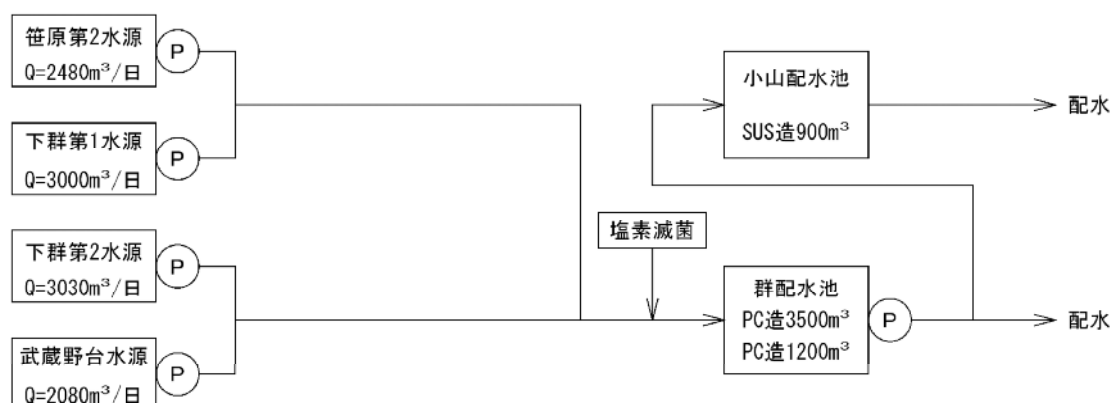 笹原第2水源
Q=2480m³/日
P
下群第1水源
Q=3000m³/日
P
下群第2水源
Q=3030m³/日
P
武蔵野台水源
Q=2080m³/日
P
塩素滅菌
小山配水池
SUS造900m³
配水
群配水池
PC造3500m³
PC造1200m³
P
配水